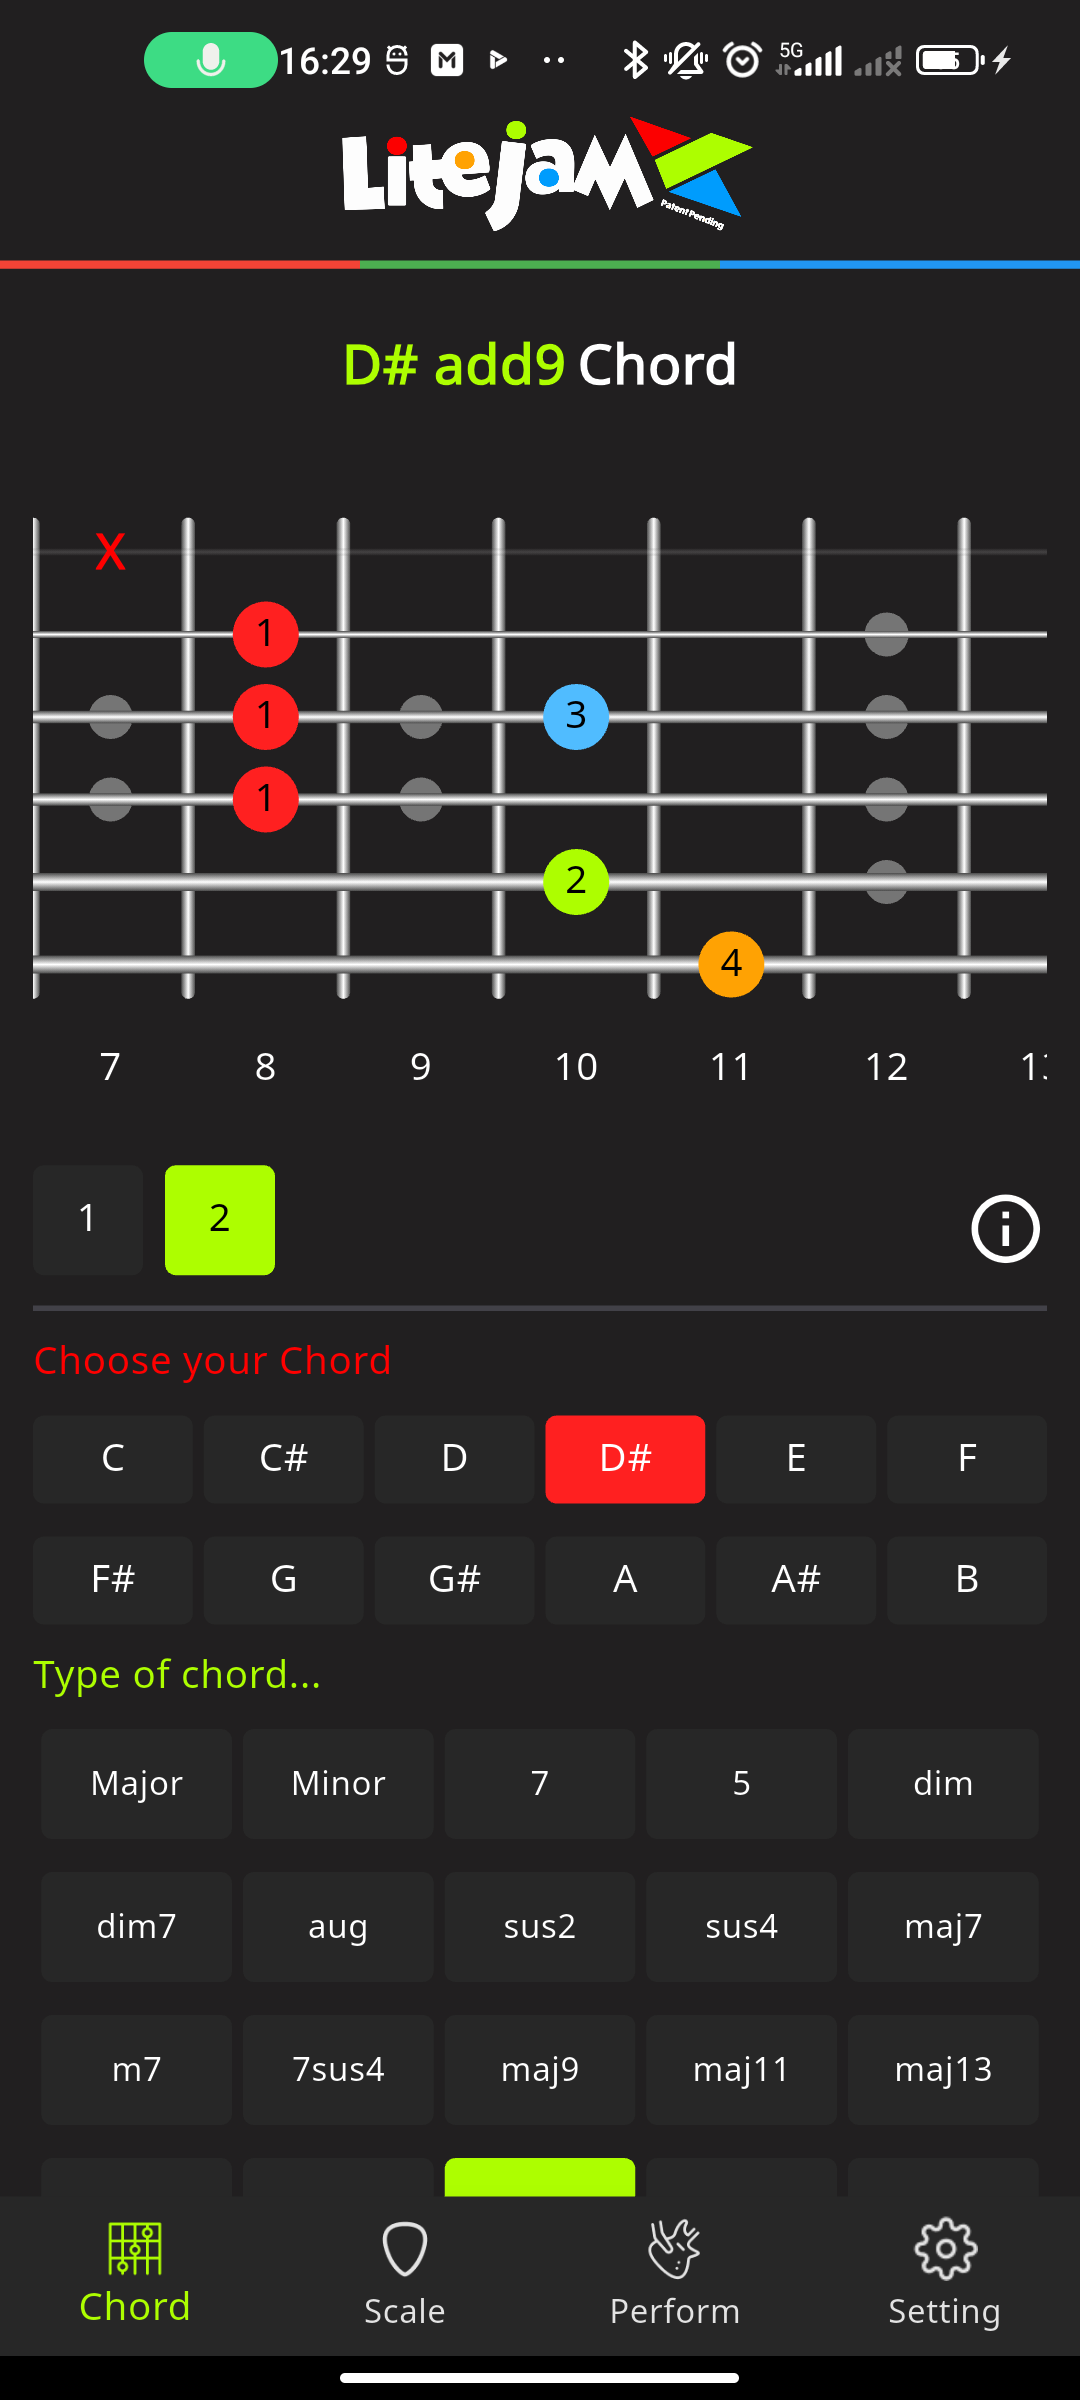 16:29 5G
Litejam
Patent Pending
D# add9 Chord
X
1
1 3
1
2
4
7 8 9 10 11 12
1 2
Choose your Chord
C C# D D# E F
F# G G# A A# B
Type of chord...
Major Minor 7 5 dim
dim7 aug sus2 sus4 maj7
m7 7sus4 maj9 maj11 maj13
Chord Scale Perform Setting